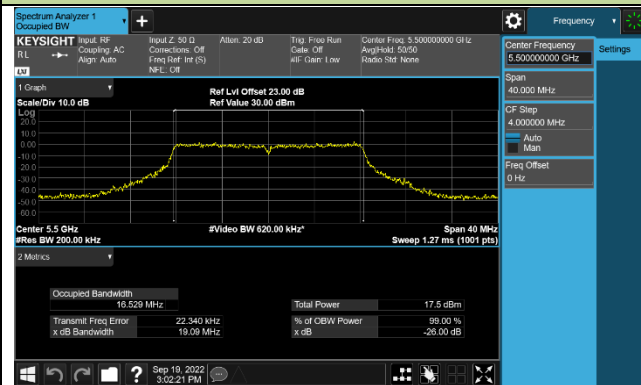 Spectrum Analyzer 1
Occupied BW
Frequency
KEYSIGHT
RL
LXI
Input: RF
Coupling: AC
Align: Auto
Input Z: 50 Ω
Corrections: Off
Freq Ref: Int (S)
NFE: Off
Atten: 20 dB
Trig: Free Run
Gate: Off
#IF Gain: Low
Center Freq: 5.500000000 GHz
Avg|Hold: 50/50
Radio Std: None
Center Frequency
5.500000000 GHz
Settings
Span
40.000 MHz
CF Step
4.000000 MHz
Auto
Man
Freq Offset
0 Hz
1 Graph
Scale/Div 10.0 dB
Ref Lvl Offset 23.00 dB
Ref Value 30.00 dBm
Log
20.0
10.0
0.00
-10.0
-20.0
-30.0
-40.0
-50.0
-60.0
Center 5.5 GHz
#Res BW 200.00 kHz
#Video BW 620.00 kHz*
Span 40 MHz
Sweep 1.27 ms (1001 pts)
2 Metrics
Occupied Bandwidth
16.529 MHz
Total Power 17.5 dBm
Transmit Freq Error 22.340 kHz
% of OBW Power 99.00 %
x dB Bandwidth 19.09 MHz
x dB -26.00 dB
?
Sep 19, 2022
3:02:21 PM